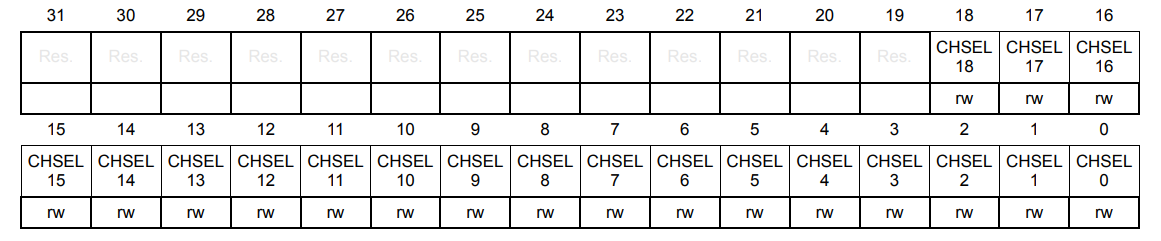 31 30 29 28 27 26 25 24 23 22 21 20 19 18 17 16
Res. Res. Res. Res. Res. Res. Res. Res. Res. Res. Res. Res. Res. CHSEL CHSEL CHSEL
18 17 16
rw rw rw
15 14 13 12 11 10 9 8 7 6 5 4 3 2 1 0
CHSEL CHSEL CHSEL CHSEL CHSEL CHSEL CHSEL CHSEL CHSEL CHSEL CHSEL CHSEL CHSEL CHSEL CHSEL CHSEL
15 14 13 12 11 10 9 8 7 6 5 4 3 2 1 0
rw rw rw rw rw rw rw rw rw rw rw rw rw rw rw rw